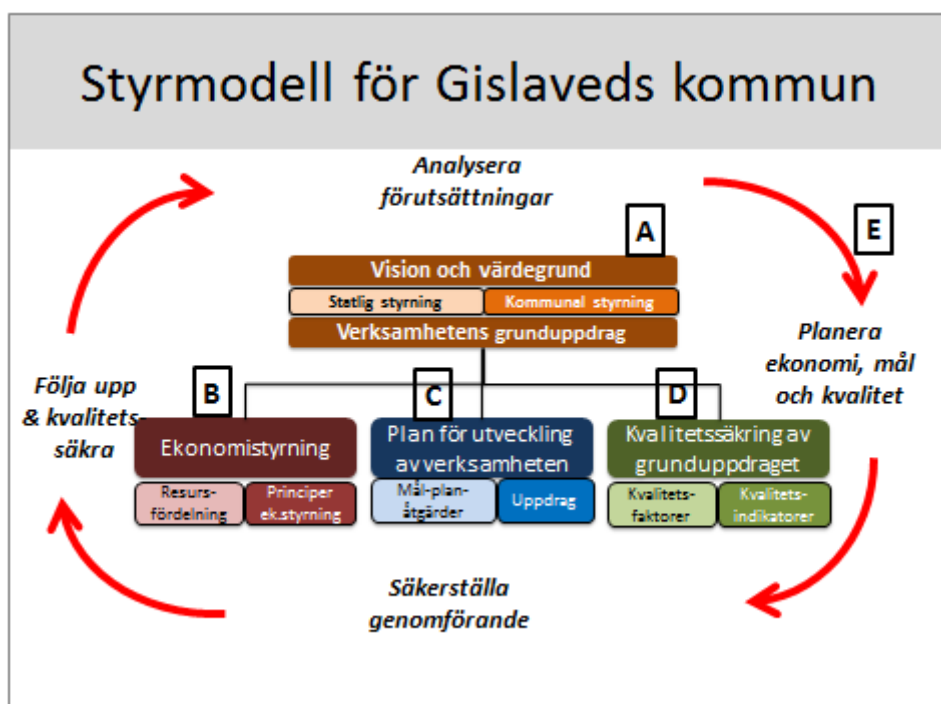 Styrmodell för Gislaveds kommun
Analysera
förutsättningar
A
E
Vision och värdegrund
Statlig styrning
Kommunal styrning
Verksamhetens grunduppdrag
Planera
ekonomi, mål
och kvalitet
Följa upp
& kvalitets-
säkra
B
C
D
Ekonomistyrning
Resurs-
fördelning
Principer
ek.styrning
Plan för utveckling
av verksamheten
Mål-plan-
åtgärder
Uppdrag
Kvalitetssäkring av
grunduppdraget
Kvalitets-
faktorer
Kvalitets-
indikatorer
Säkerställa
genomförande